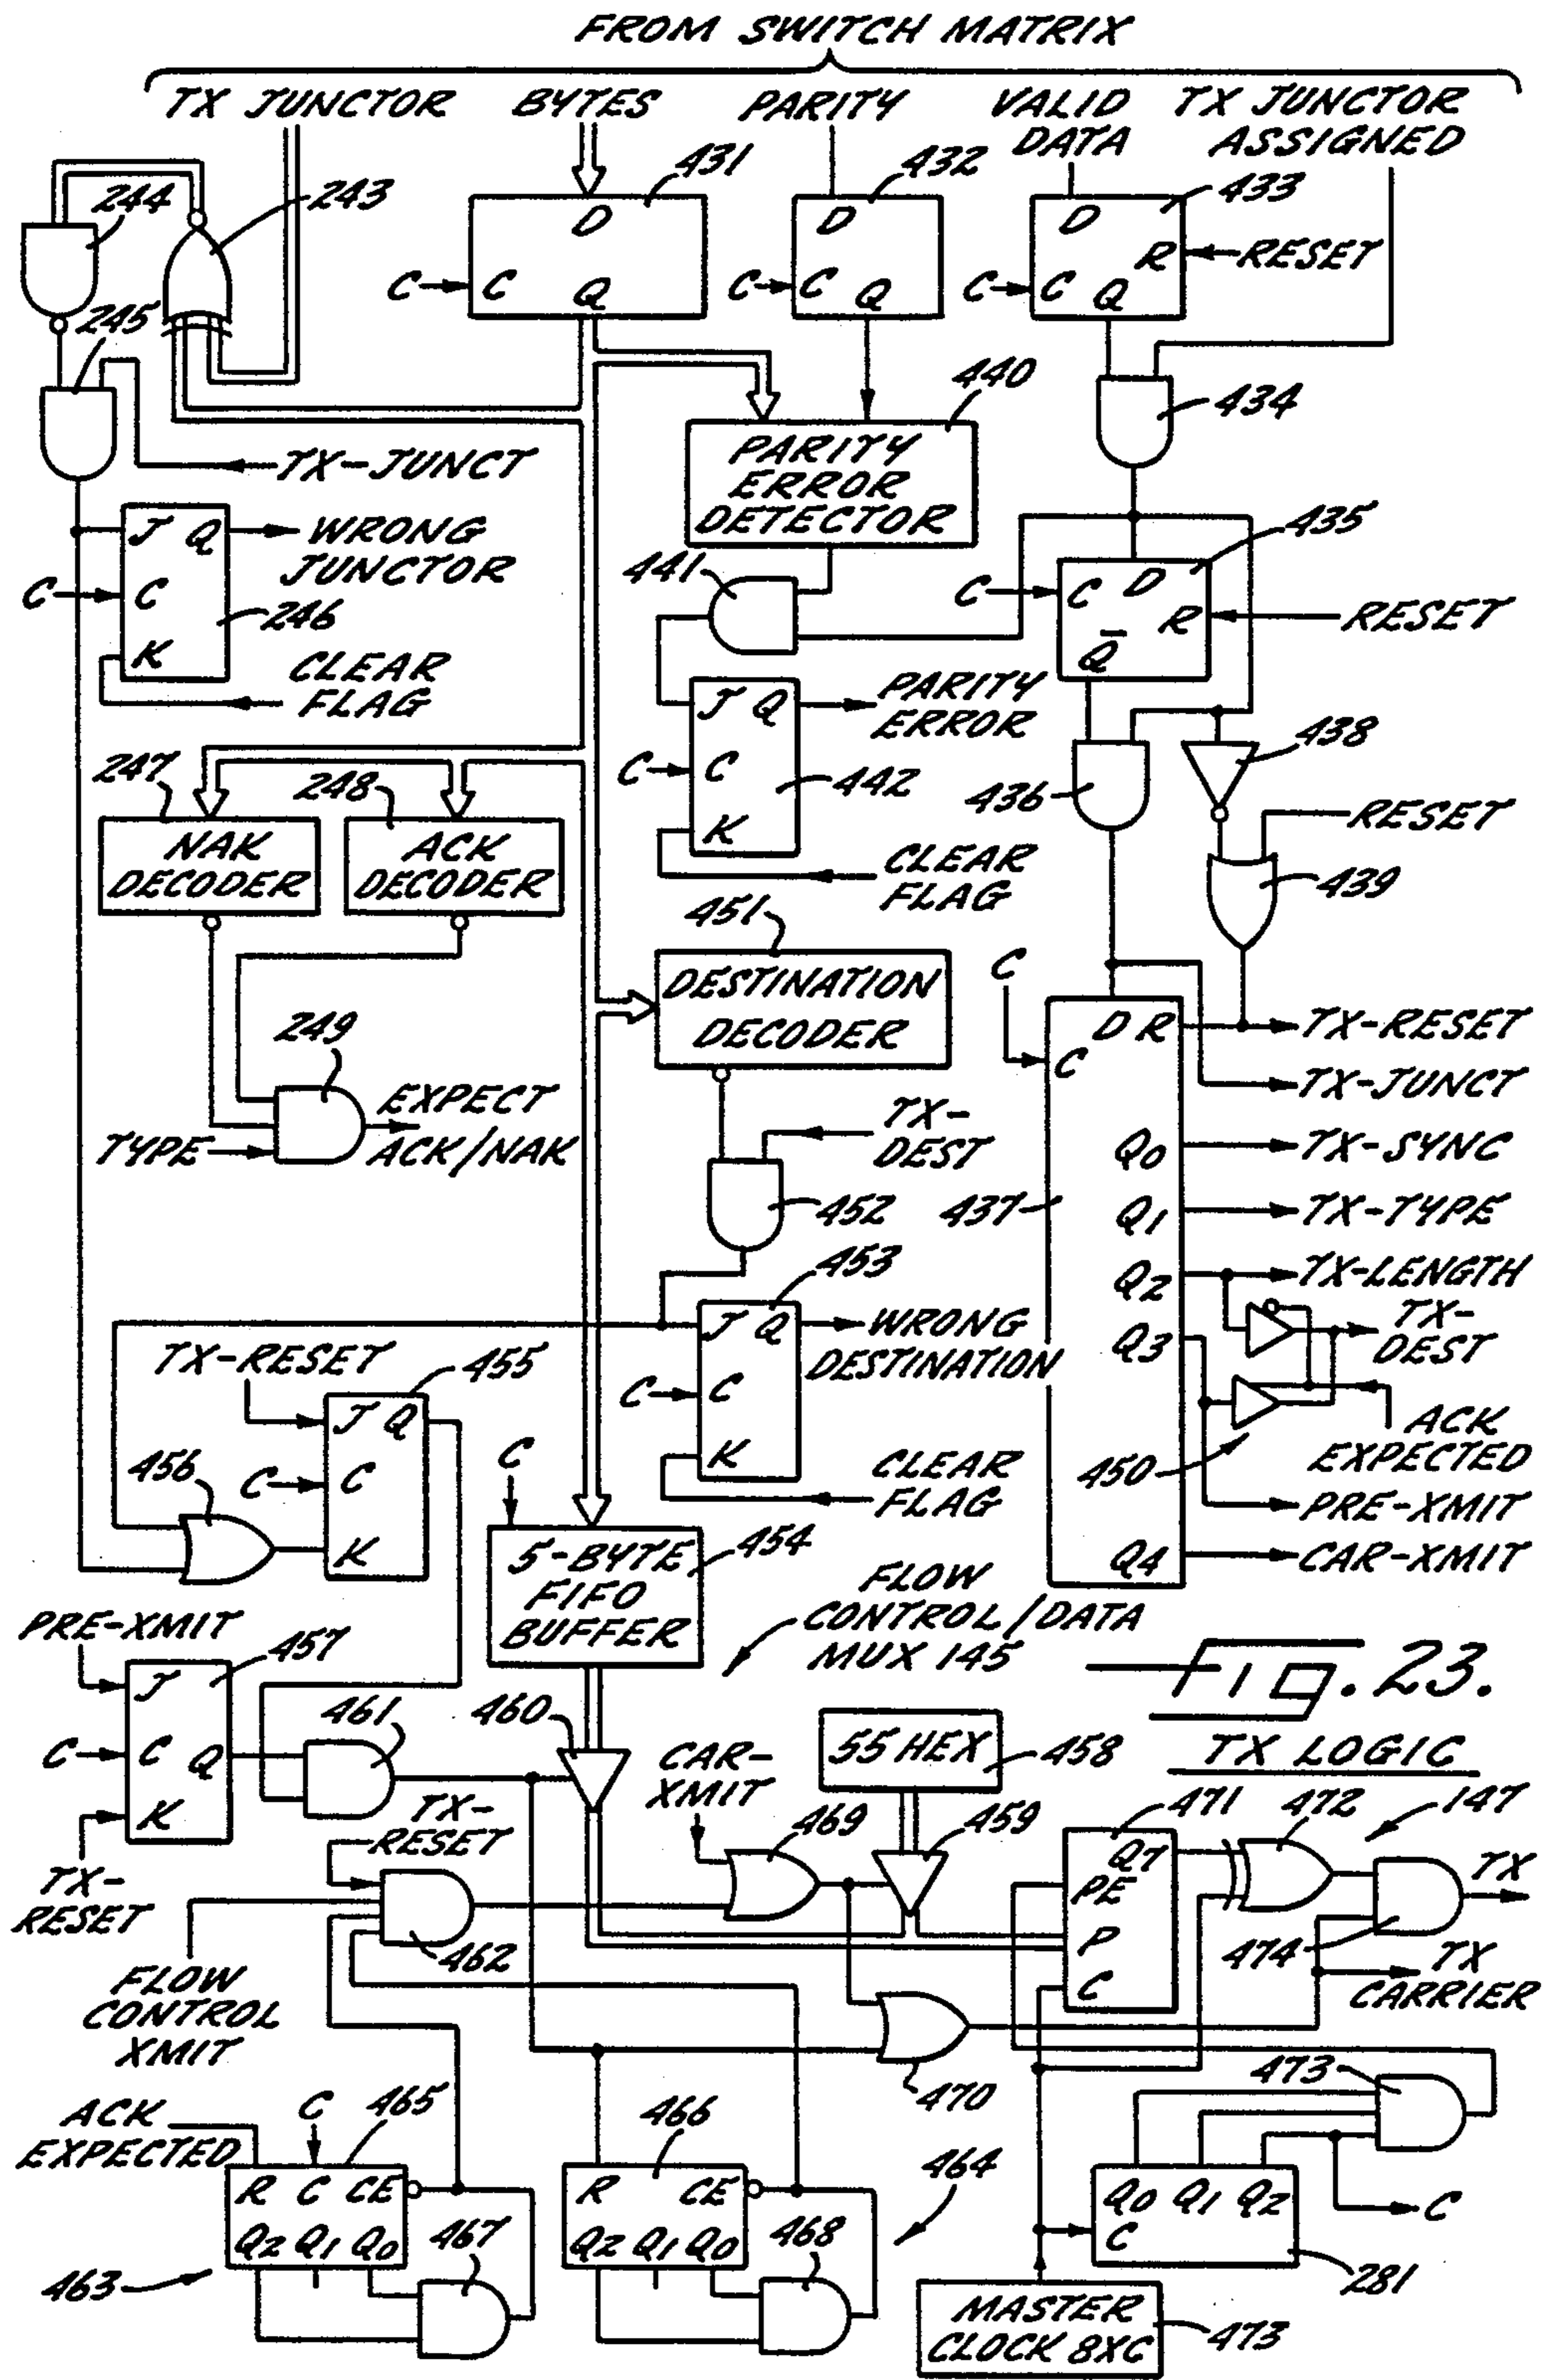 FROM SWITCH MATRIX
TX JUNCTOR BYTES PARITY VALID DATA TX JUNCTOR ASSIGNED
244
243
431
D
C C Q
432
D
C C Q
433
D
R RESET
C C Q
245
TX-JUNCT
440
PARITY
ERROR
DETECTOR
434
J Q WRONG
JUNCTOR
C C
246
K
CLEAR
FLAG
441
435
C C D
R RESET
Q̅
J Q PARITY
ERROR
C C
442
K
CLEAR
FLAG
436
438
RESET
439
247
NAK
DECODER
248
ACK
DECODER
249
TYPE
EXPECT
ACK/NAK
451
DESTINATION
DECODER
TX-
DEST
452
C
D R TX-RESET
C
TX-JUNCT
Q0 TX-SYNC
437
Q1 TX-TYPE
Q2 TX-LENGTH
TX-
DEST
Q3
450
ACK
EXPECTED
PRE-XMIT
Q4 CAR-XMIT
453
J Q WRONG
DESTINATION
C C
K
CLEAR
FLAG
TX-RESET
455
J Q
C C
K
456
C
5-BYTE
FIFO
BUFFER
454
FLOW
CONTROL/DATA
MUX 145
Fig. 23.
TX LOGIC
PRE-XMIT
457
J
C C Q
K
TX-
RESET
461
460
CAR-
XMIT
55 HEX
458
TX-
RESET
469
459
471
472
147
Q7
PE
P
C
TX
474
TX
CARRIER
462
FLOW
CONTROL
XMIT
470
473
ACK
EXPECTED
C
465
R C CE
Q2 Q1 Q0
467
463
466
R CE
Q2 Q1 Q0
468
464
Q0 Q1 Q2
C
C
281
MASTER
CLOCK 8XC
473